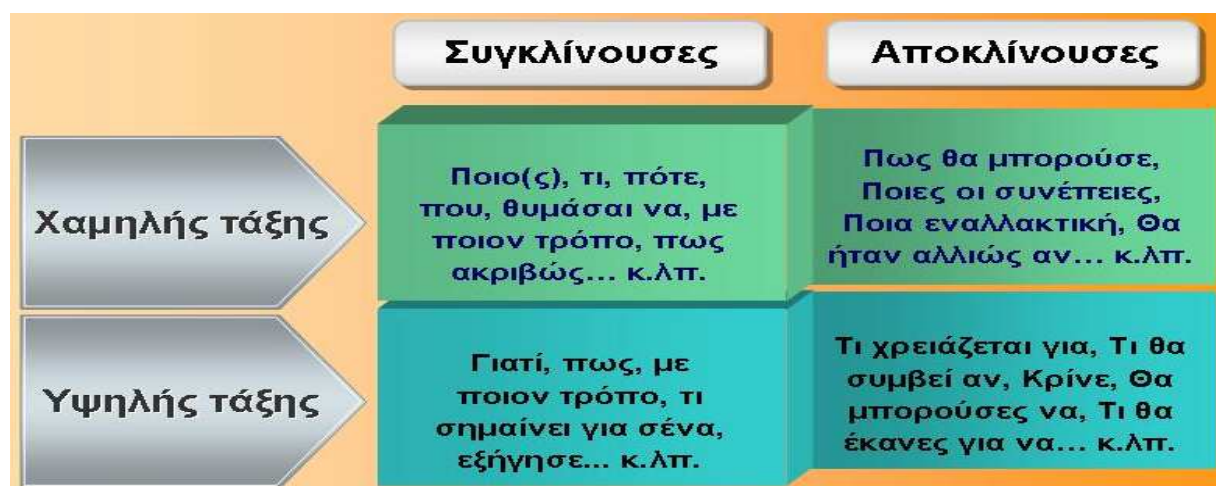 Συγκλίνουσες
Αποκλίνουσες
Χαμηλής τάξης
Ποιο(ς), τι, πότε,
που, θυμάσαι να, με
ποιον τρόπο, πως
ακριβώς... κ.λπ.
Πως θα μπορούσε,
Ποιες οι συνέπειες,
Ποια εναλλακτική, Θα
ήταν αλλιώς αν... κ.λπ.
Υψηλής τάξης
Γιατί, πως, με
ποιον τρόπο, τι
σημαίνει για σένα,
εξήγησε... κ.λπ.
Τι χρειάζεται για, Τι θα
συμβεί αν, Κρίνε, Θα
μπορούσες να, Τι θα
έκανες για να... κ.λπ.